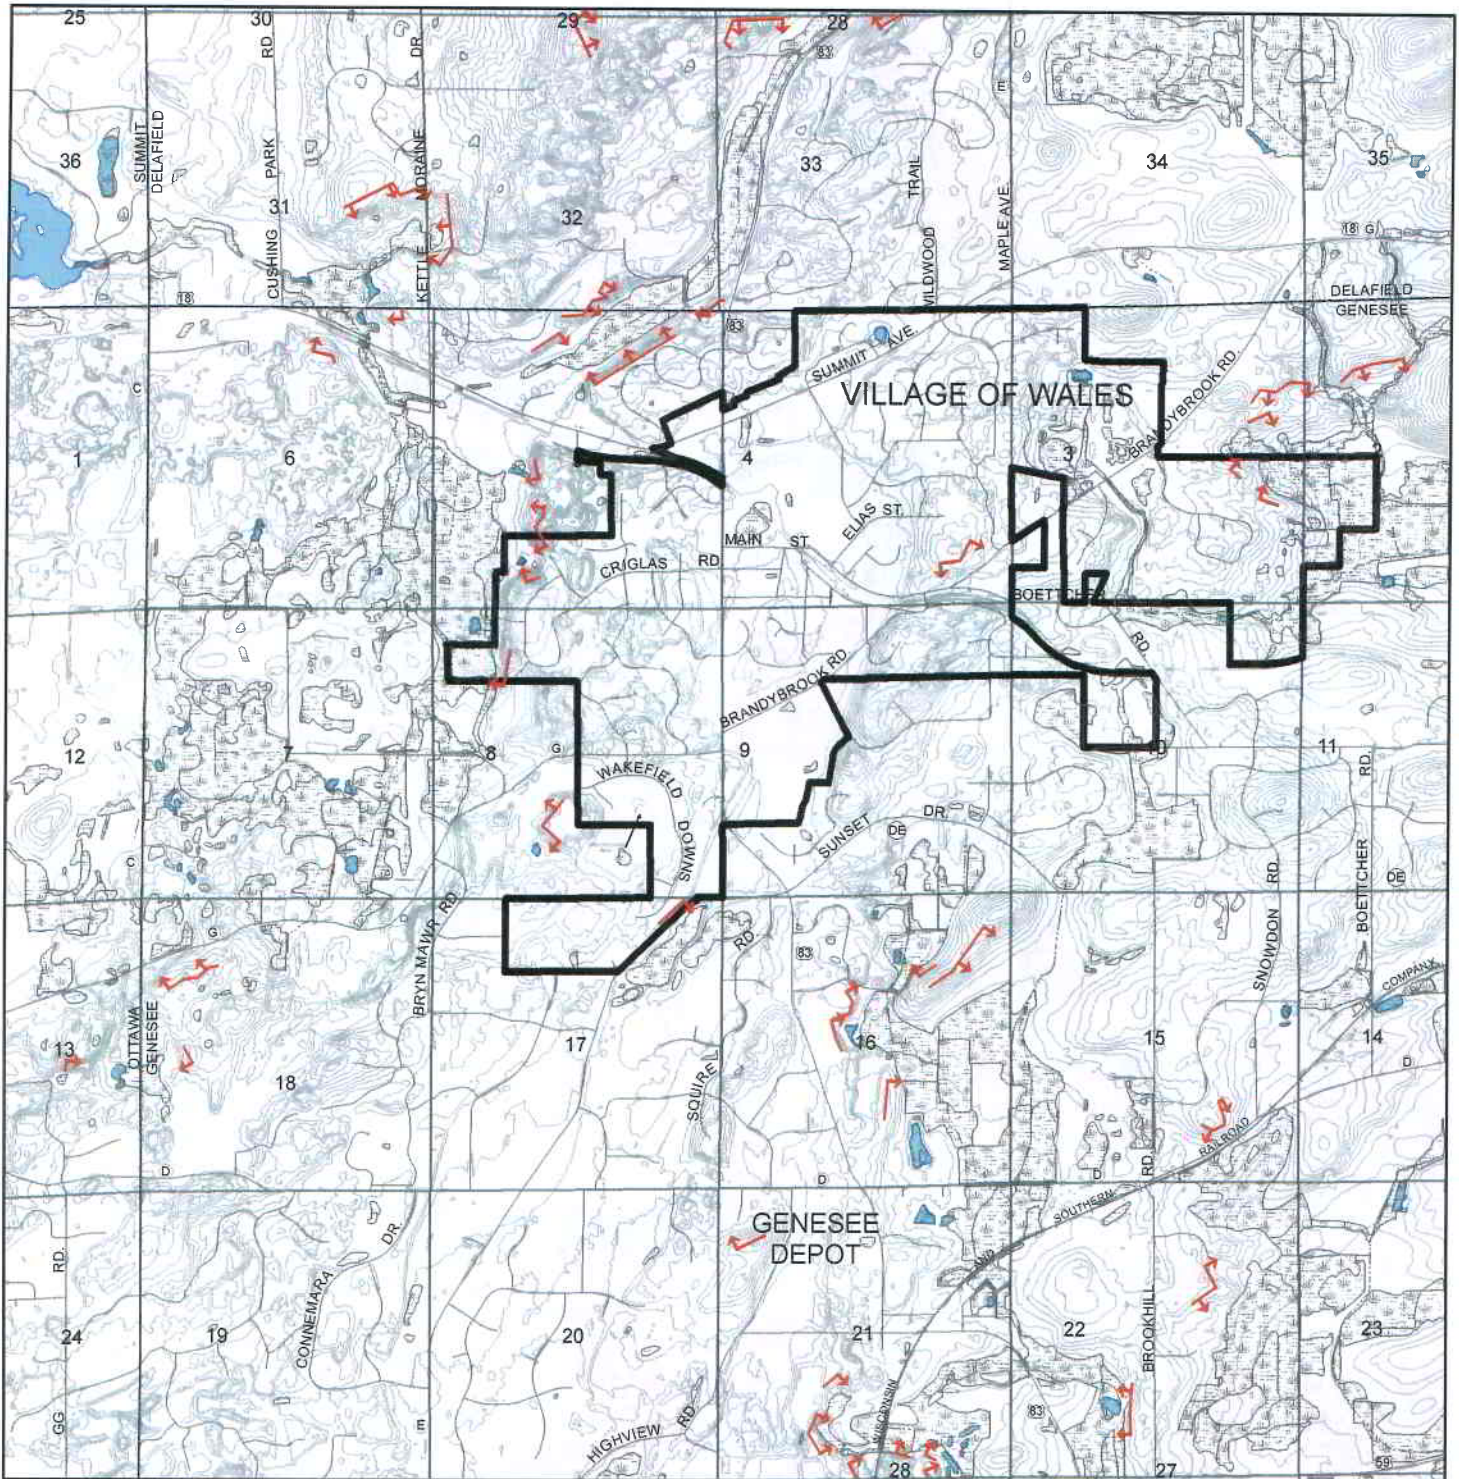 25
30
29
28
RD
DR
83
E
36
SUMMIT
DELAFIELD
PARK
31
CUSHING
MORAINE
KETTLE
32
33
TRAIL
WILDWOOD
MAPLE AVE.
34
35
18 G
18
DELAFIELD
GENESEE
83
SUMMIT AVE.
VILLAGE OF WALES
BRANDYBROOK RD.
C
1
6
4
3
MAIN ST.
ELIAS ST.
CRIGLAS RD
BOETTCHER
RD.
BRANDYBROOK RD
12
7
8
G
9
10
11
WAKEFIELD
DOWNS
SUNSET DR.
DE
RD.
BOETTCHER
DE
C
G
BRYN MAWR RD
RD
83
RD.
SNOWDON
COMPANY
13
OTTAWA
GENESEE
18
17
SQUIRE
16
15
14
D
RAILROAD
D
D
D
RD.
SOUTHERN
AND
GENESEE
DEPOT
RD.
DR
CONNEMARA
24
19
20
21
22
BROOKHILL
23
GG
E
HIGHVIEW RD
WISCONSIN
83
28
27
59